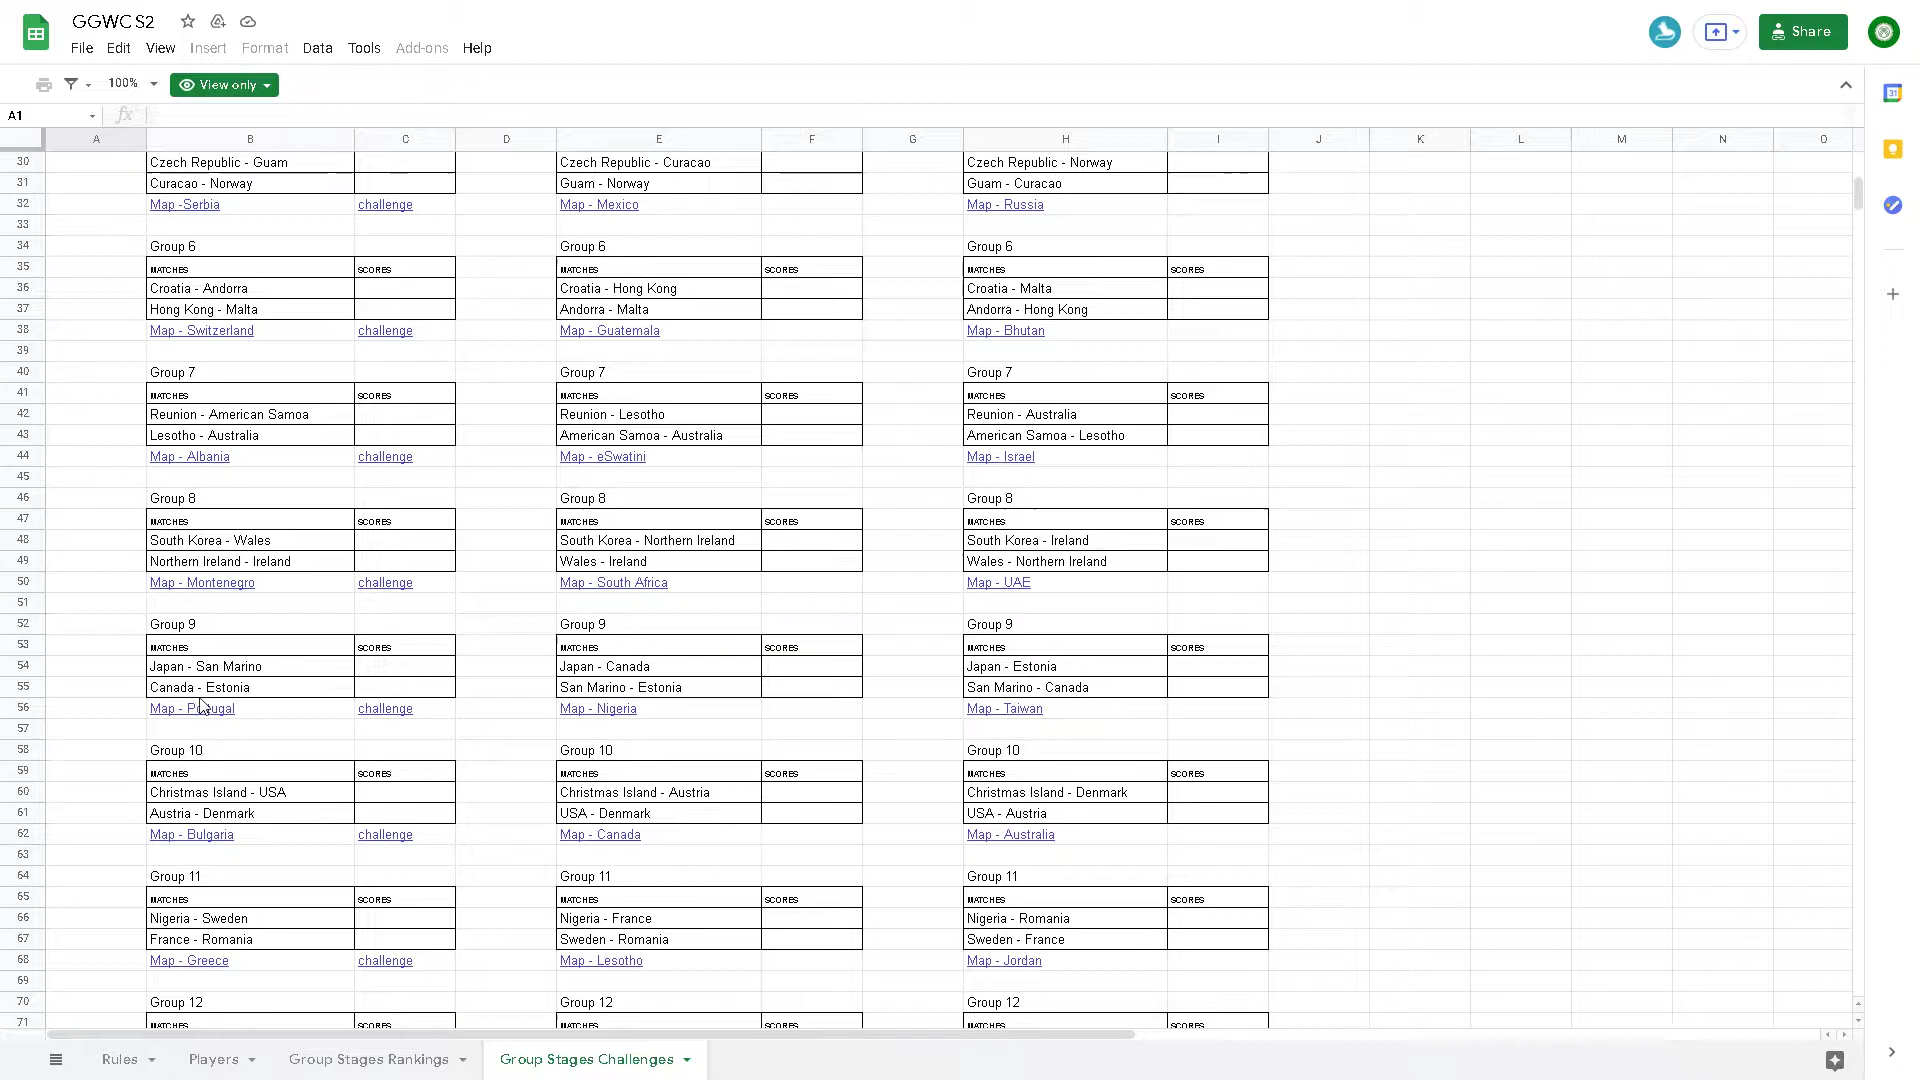 GGWC S2
File Edit View Insert Format Data Tools Add-ons Help
Share
100% View only
A1 fx
31
A B C D E F G H I J K L M N O
30 Czech Republic - Guam Czech Republic - Curacao Czech Republic - Norway
31 Curacao - Norway Guam - Norway Guam - Curacao
32 Map -Serbia challenge Map - Mexico Map - Russia
33
34 Group 6 Group 6 Group 6
35 MATCHES SCORES MATCHES SCORES MATCHES SCORES
36 Croatia - Andorra Croatia - Hong Kong Croatia - Malta
37 Hong Kong - Malta Andorra - Malta Andorra - Hong Kong
38 Map - Switzerland challenge Map - Guatemala Map - Bhutan
39
40 Group 7 Group 7 Group 7
41 MATCHES SCORES MATCHES SCORES MATCHES SCORES
42 Reunion - American Samoa Reunion - Lesotho Reunion - Australia
43 Lesotho - Australia American Samoa - Australia American Samoa - Lesotho
44 Map - Albania challenge Map - eSwatini Map - Israel
45
46 Group 8 Group 8 Group 8
47 MATCHES SCORES MATCHES SCORES MATCHES SCORES
48 South Korea - Wales South Korea - Northern Ireland South Korea - Ireland
49 Northern Ireland - Ireland Wales - Ireland Wales - Northern Ireland
50 Map - Montenegro challenge Map - South Africa Map - UAE
51
52 Group 9 Group 9 Group 9
53 MATCHES SCORES MATCHES SCORES MATCHES SCORES
54 Japan - San Marino Japan - Canada Japan - Estonia
55 Canada - Estonia San Marino - Estonia San Marino - Canada
56 Map - Portugal challenge Map - Nigeria Map - Taiwan
57
58 Group 10 Group 10 Group 10
59 MATCHES SCORES MATCHES SCORES MATCHES SCORES
60 Christmas Island - USA Christmas Island - Austria Christmas Island - Denmark
61 Austria - Denmark USA - Denmark USA - Austria
62 Map - Bulgaria challenge Map - Canada Map - Australia
63
64 Group 11 Group 11 Group 11
65 MATCHES SCORES MATCHES SCORES MATCHES SCORES
66 Nigeria - Sweden Nigeria - France Nigeria - Romania
67 France - Romania Sweden - Romania Sweden - France
68 Map - Greece challenge Map - Lesotho Map - Jordan
69
70 Group 12 Group 12 Group 12
71 MATCHES SCORES MATCHES SCORES MATCHES SCORES
Rules Players Group Stages Rankings Group Stages Challenges